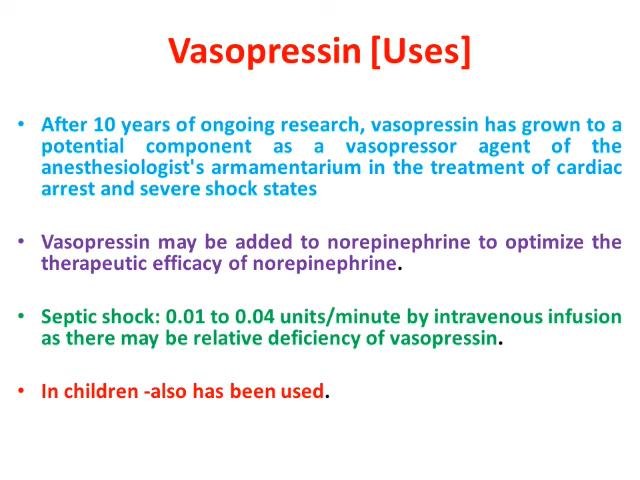 Vasopressin [Uses]
• After 10 years of ongoing research, vasopressin has grown to a
potential component as a vasopressor agent of the
anesthesiologist's armamentarium in the treatment of cardiac
arrest and severe shock states
• Vasopressin may be added to norepinephrine to optimize the
therapeutic efficacy of norepinephrine.
• Septic shock: 0.01 to 0.04 units/minute by intravenous infusion
as there may be relative deficiency of vasopressin.
• In children -also has been used.